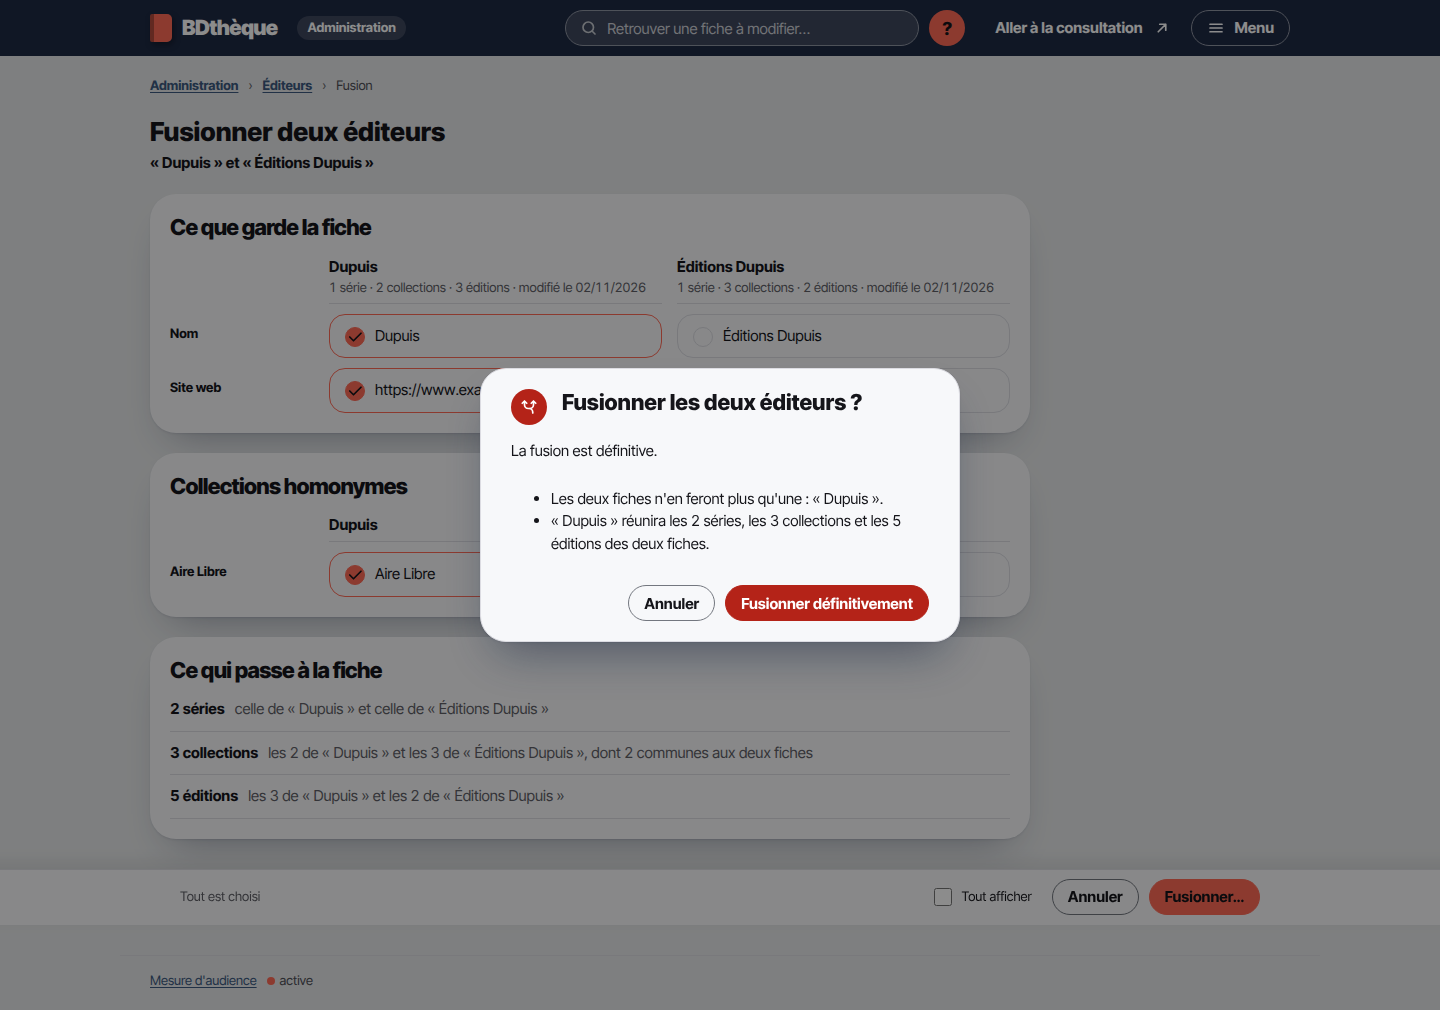 BDthèque
Administration
Retrouver une fiche à modifier...
?
Aller à la consultation
Menu
Administration › Éditeurs › Fusion
Fusionner deux éditeurs
« Dupuis » et « Éditions Dupuis »
Ce que garde la fiche
Dupuis
1 série · 2 collections · 3 éditions · modifié le 02/11/2026
Éditions Dupuis
1 série · 3 collections · 2 éditions · modifié le 02/11/2026
Nom
Dupuis
Éditions Dupuis
Site web
https://www.exa
Fusionner les deux éditeurs ?
La fusion est définitive.
• Les deux fiches n'en feront plus qu'une : « Dupuis ».
• « Dupuis » réunira les 2 séries, les 3 collections et les 5
éditions des deux fiches.
Annuler
Fusionner définitivement
Collections homonymes
Dupuis
Aire Libre
Aire Libre
Ce qui passe à la fiche
2 séries celle de « Dupuis » et celle de « Éditions Dupuis »
3 collections les 2 de « Dupuis » et les 3 de « Éditions Dupuis », dont 2 communes aux deux fiches
5 éditions les 3 de « Dupuis » et les 2 de « Éditions Dupuis »
Tout est choisi
Tout afficher
Annuler
Fusionner...
Mesure d'audience
active